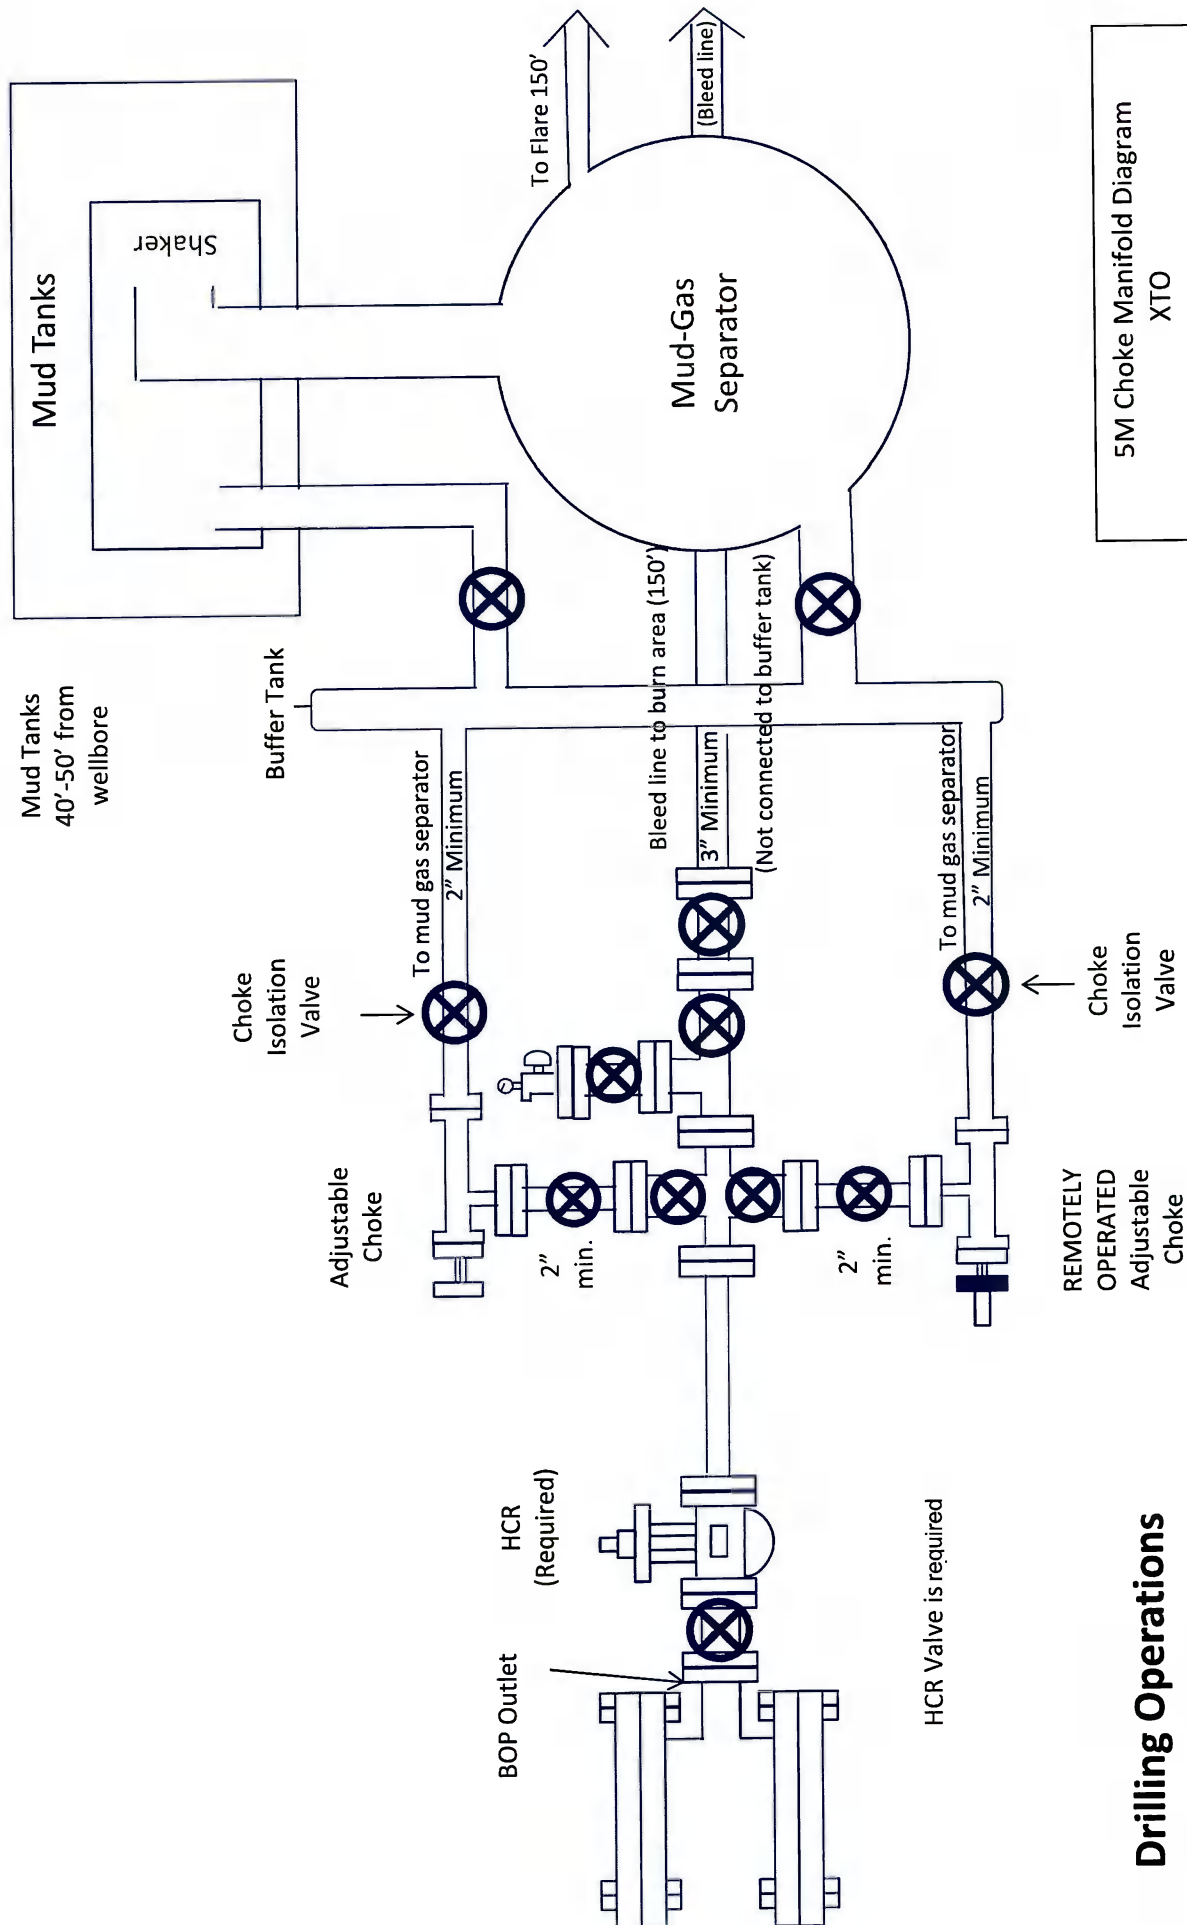 Mud Tanks
40'-50' from
wellbore
Mud Tanks
Shaker
Buffer Tank
To Flare 150'
(Bleed line)
Mud-Gas
Separator
Choke
Isolation
Valve
To mud gas separator
2" Minimum
Bleed line to burn area (150')
3" Minimum
(Not connected to buffer tank)
To mud gas separator
2" Minimum
Choke
Isolation
Valve
Adjustable
Choke
2"
min.
2"
min.
REMOTELY
OPERATED
Adjustable
Choke
HCR
(Required)
BOP Outlet
HCR Valve is required
Drilling Operations
5M Choke Manifold Diagram
XTO